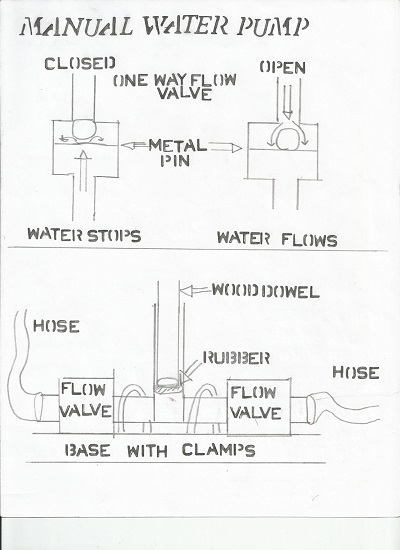 MANUAL WATER PUMP
CLOSED
OPEN
ONE WAY FLOW
VALVE
METAL
PIN
WATER STOPS
WATER FLOWS
WOOD DOWEL
HOSE
RUBBER
HOSE
FLOW
VALVE
FLOW
VALVE
BASE WITH CLAMPS